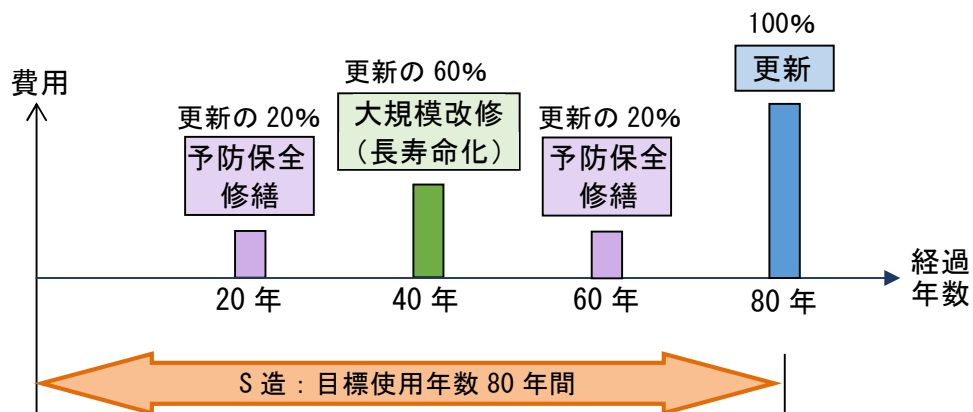 100%
更新
更新の 60%
大規模改修
（長寿命化）
費用
更新の 20%
予防保全
修繕
更新の 20%
予防保全
修繕
経過
年数
20 年
40 年
60 年
80 年
S 造：目標使用年数 80 年間